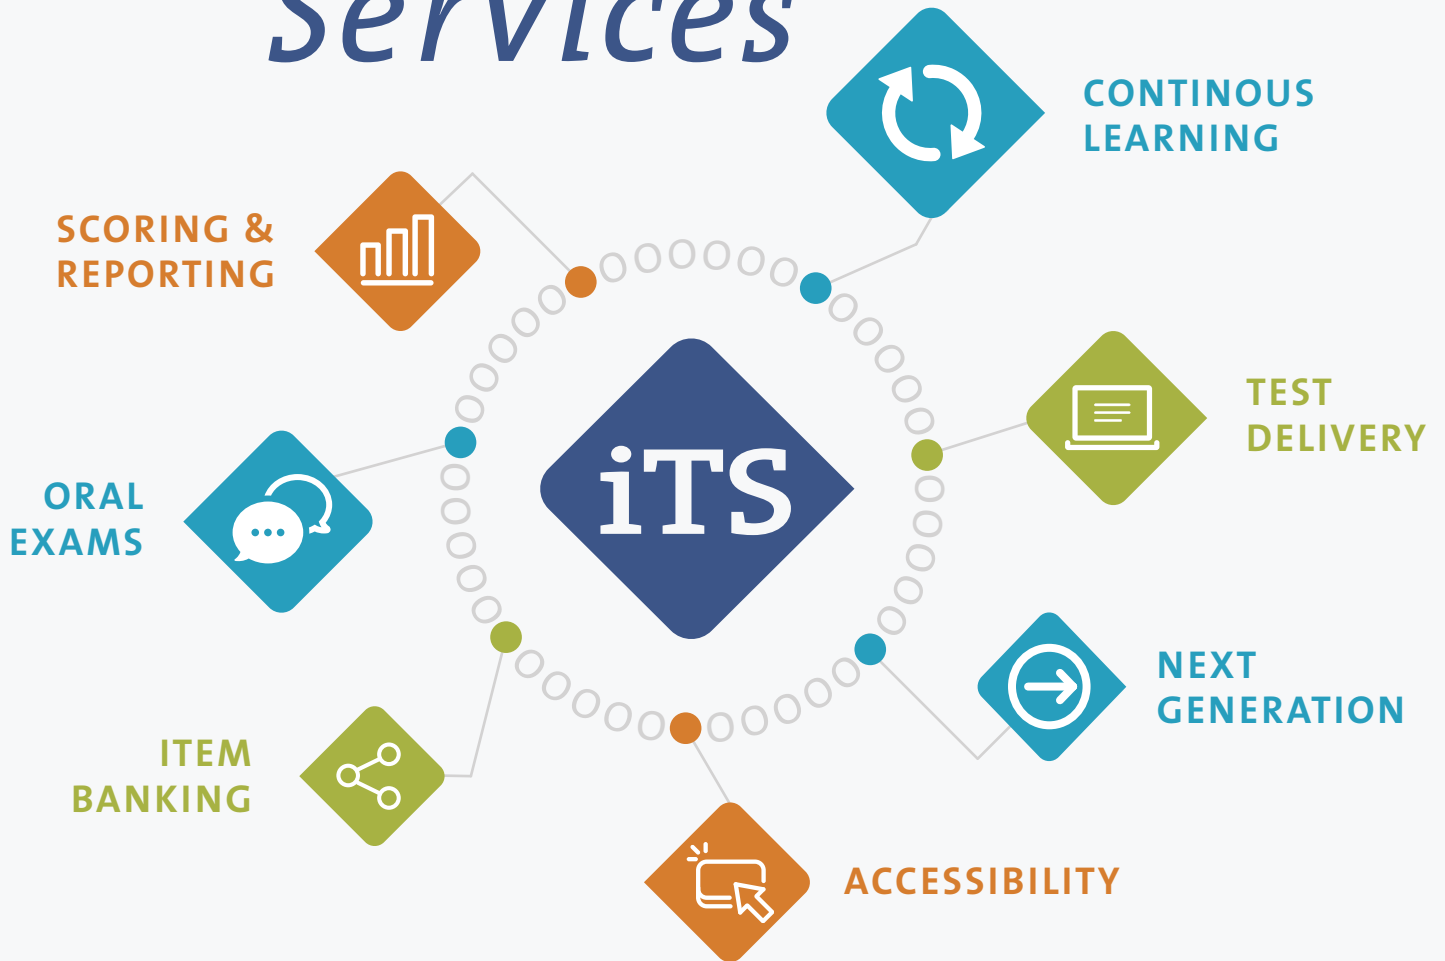 Services
CONTINOUS
LEARNING
SCORING &
REPORTING
TEST
DELIVERY
iTS
ORAL
EXAMS
NEXT
GENERATION
ITEM
BANKING
ACCESSIBILITY